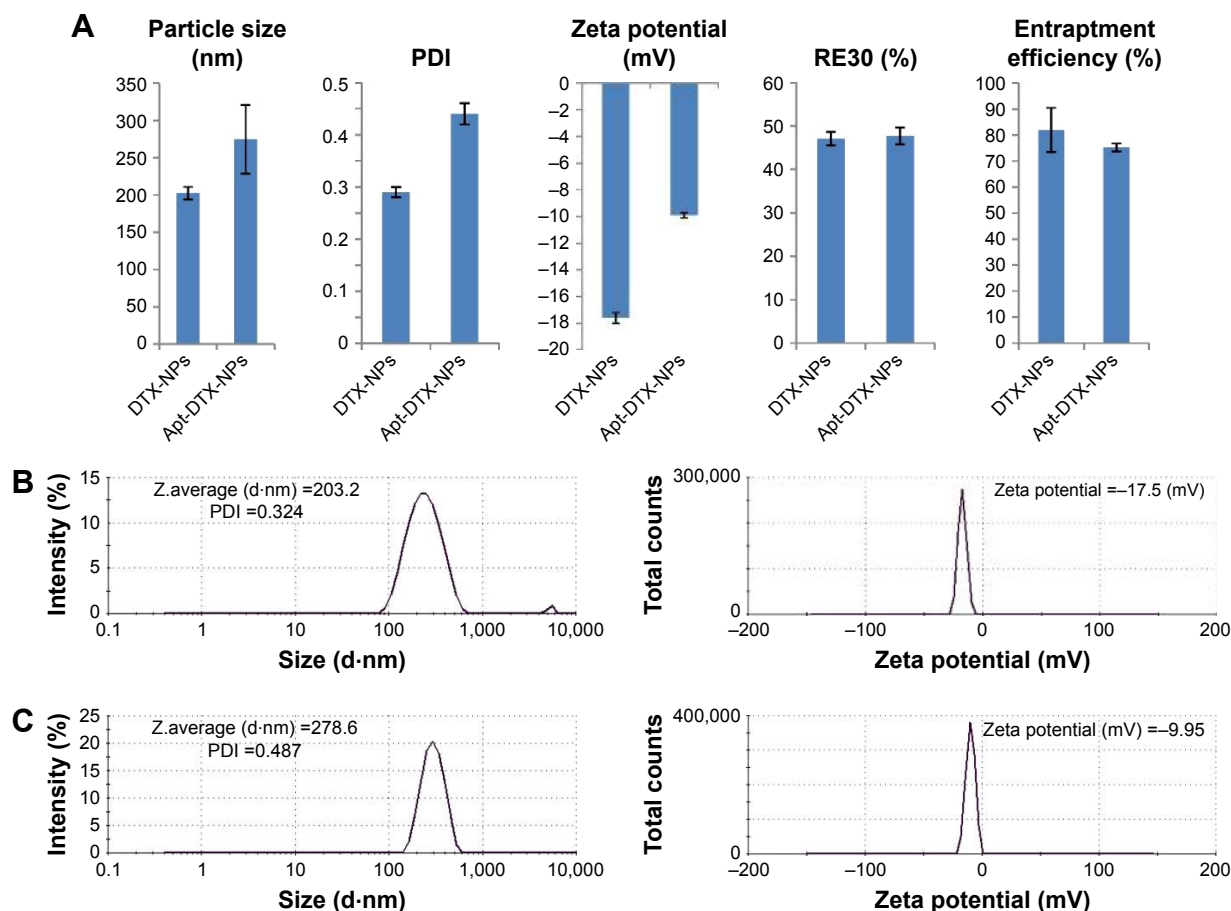 A
Particle size
(nm)
350
300
250
200
150
100
50
0
DTX-NPs
Apt-DTX-NPs
PDI
0.5
0.4
0.3
0.2
0.1
0
DTX-NPs
Apt-DTX-NPs
Zeta potential
(mV)
0
–2
–4
–6
–8
–10
–12
–14
–16
–18
–20
DTX-NPs
Apt-DTX-NPs
RE30 (%)
60
50
40
30
20
10
0
DTX-NPs
Apt-DTX-NPs
Entraptment
efficiency (%)
100
90
80
70
60
50
40
30
20
10
0
DTX-NPs
Apt-DTX-NPs
B
Intensity (%)
15
10
5
0
Z.average (d·nm) =203.2
PDI =0.324
0.1 1 10 100 1,000 10,000
Size (d·nm)
Total counts
300,000
0
Zeta potential =–17.5 (mV)
–200 –100 0 100 200
Zeta potential (mV)
C
Intensity (%)
25
20
15
10
5
0
Z.average (d·nm) =278.6
PDI =0.487
0.1 1 10 100 1,000 10,000
Size (d·nm)
Total counts
400,000
0
Zeta potential (mV) =–9.95
–200 –100 0 100 200
Zeta potential (mV)